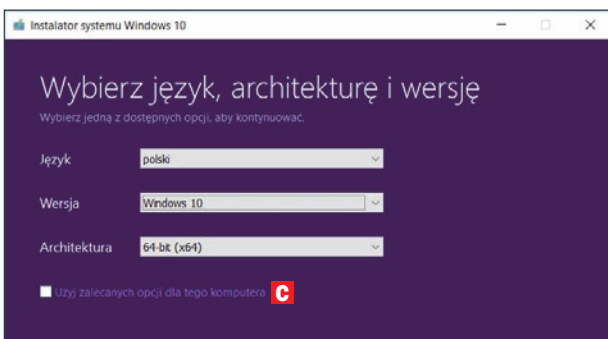 Instalator systemu Windows 10
Wybierz język, architekturę i wersję
Wybierz jedną z dostępnych opcji, aby kontynuować.
Język polski
Wersja Windows 10
Architektura 64-bit (x64)
Użyj zalecanych opcji dla tego komputera C